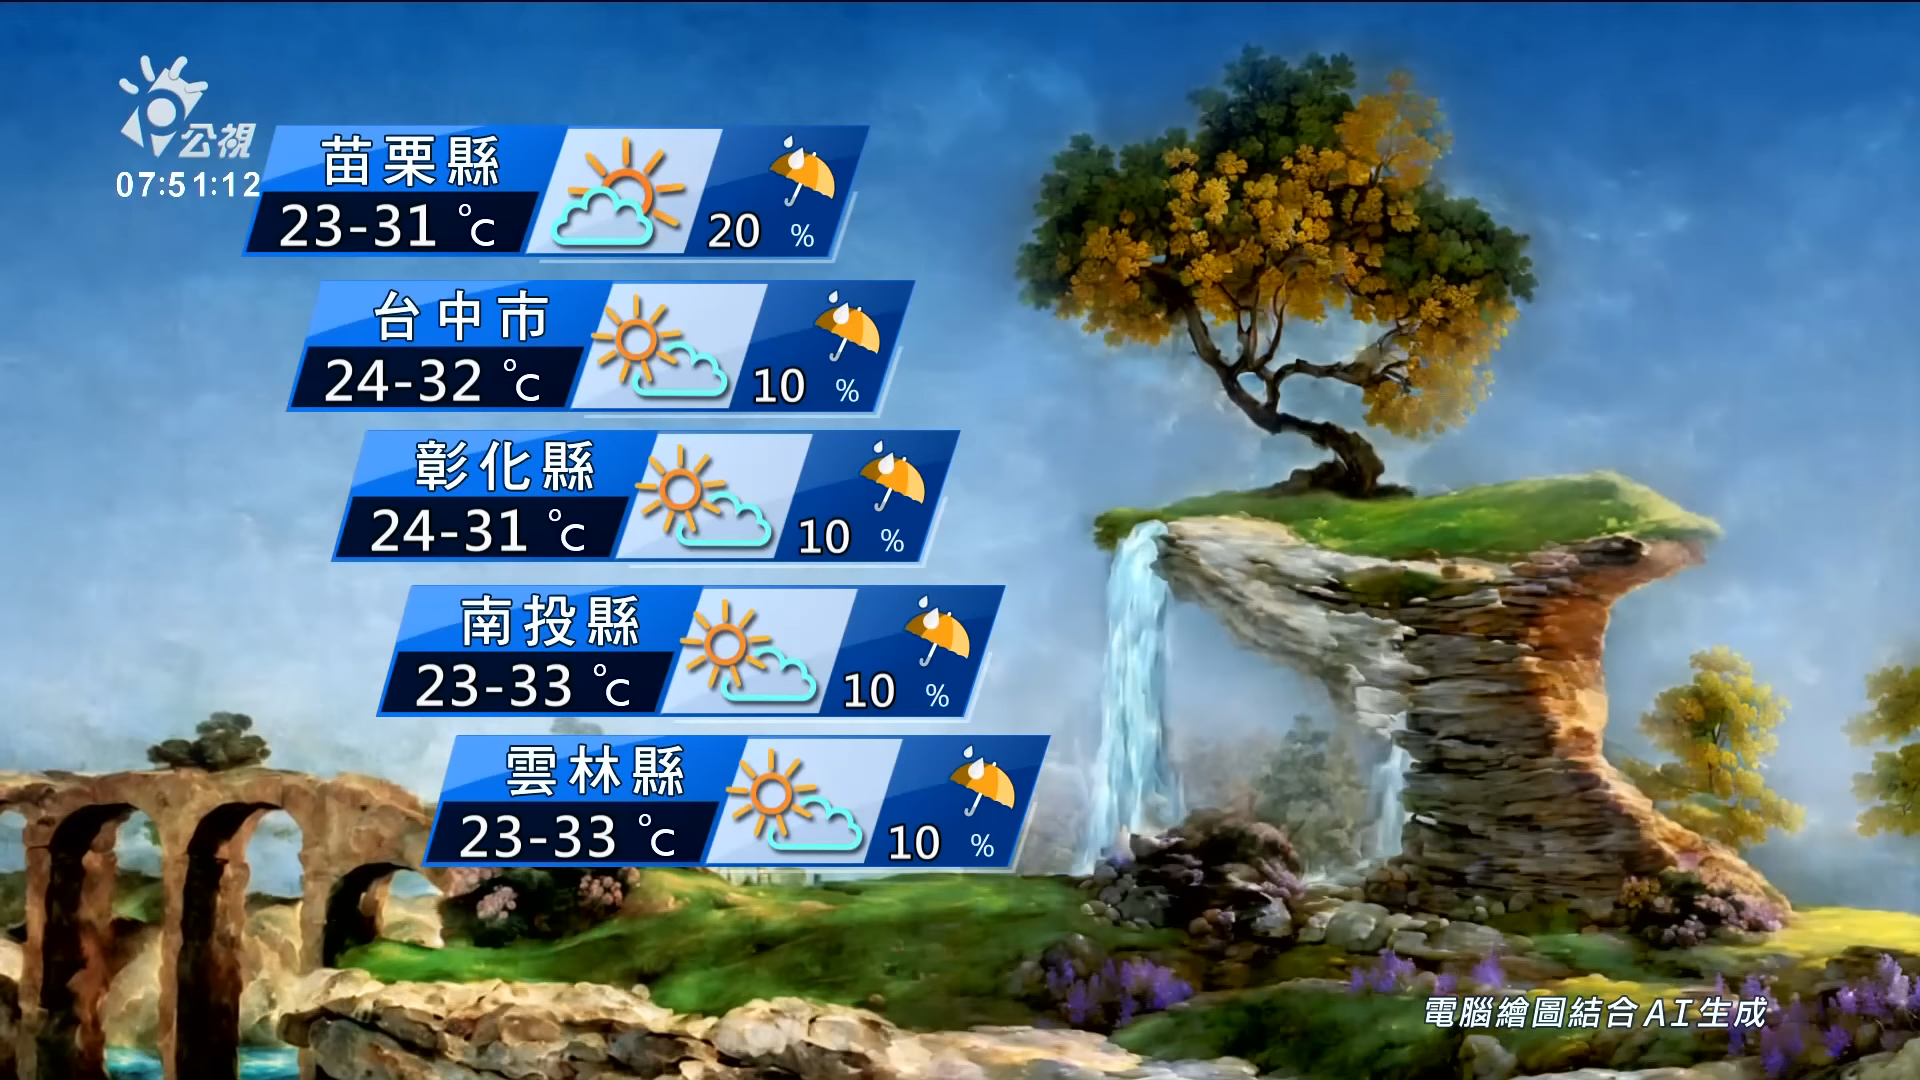 公視
07:51:12
苗栗縣
23-31 ℃
20 %
台中市
24-32 ℃
10 %
彰化縣
24-31 ℃
10 %
南投縣
23-33 ℃
10 %
雲林縣
23-33 ℃
10 %
電腦繪圖結合AI生成